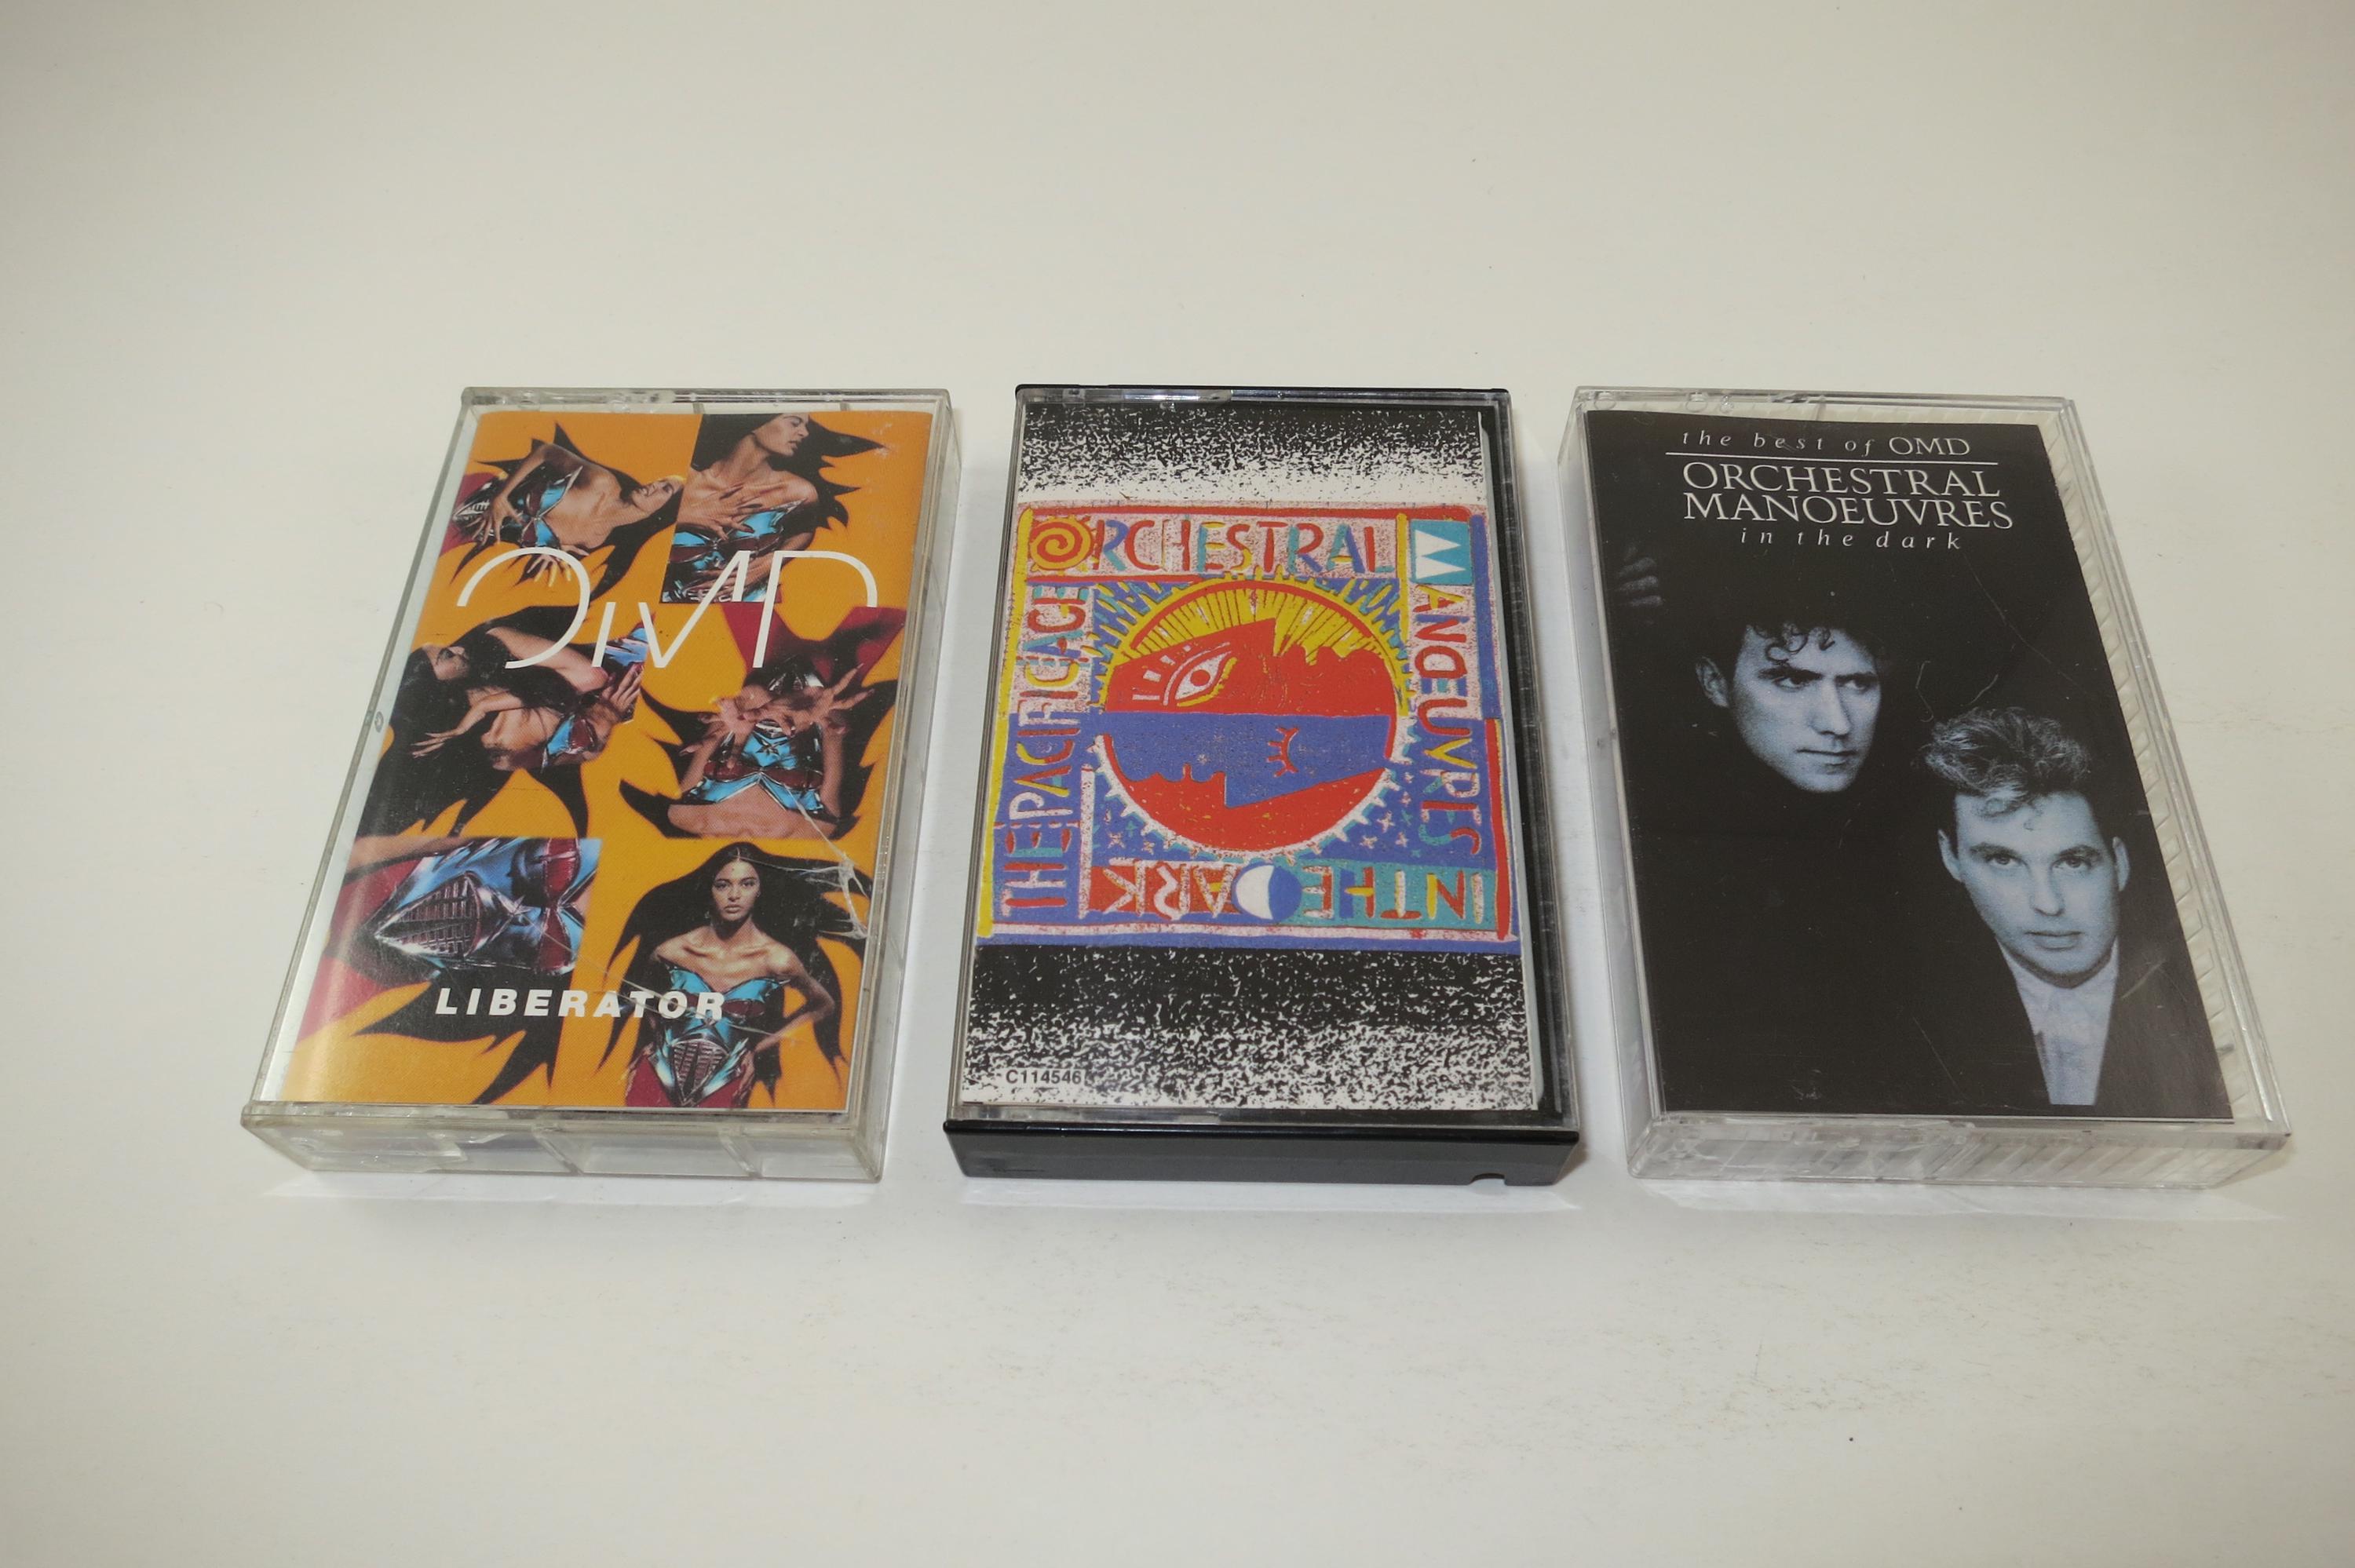 OMD
LIBERATOR
ORCHESTRAL
MANŒUVRES
IN THE DARK
THE PACIFIC AGE
C114546
the best of OMD
ORCHESTRAL
MANOEUVRES
in the dark